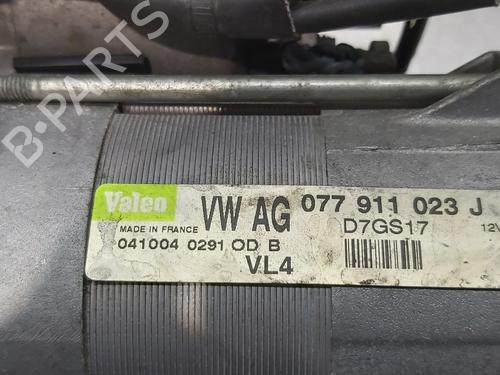 B-PARTS
Valeo VW AG 077 911 023 J
MADE IN FRANCE D7GS17 12V
041004 0291 OD B
VL4